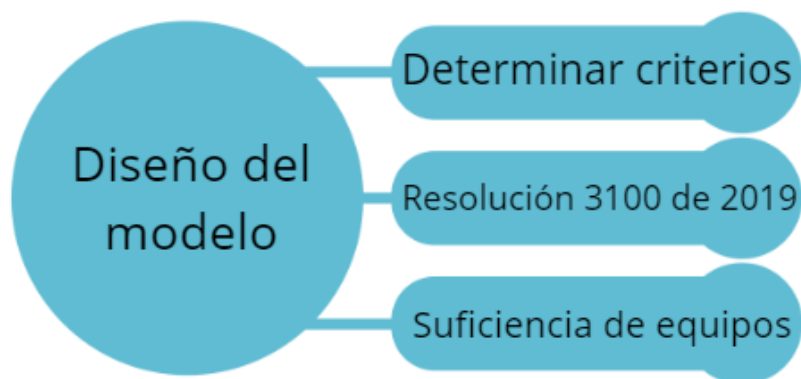 Diseño del
modelo
Determinar criterios
Resolución 3100 de 2019
Suficiencia de equipos